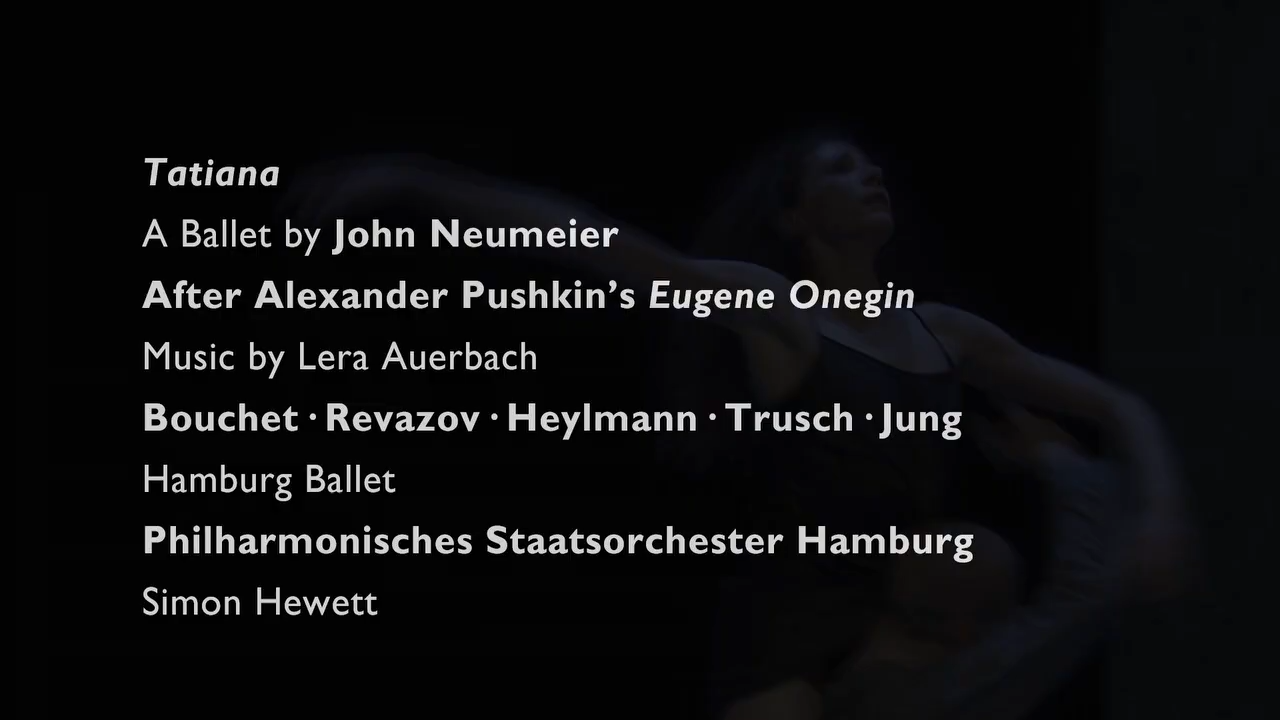 Tatiana
A Ballet by John Neumeier
After Alexander Pushkin’s Eugene Onegin
Music by Lera Auerbach
Bouchet · Revazov · Heylmann · Trusch · Jung
Hamburg Ballet
Philharmonisches Staatsorchester Hamburg
Simon Hewett